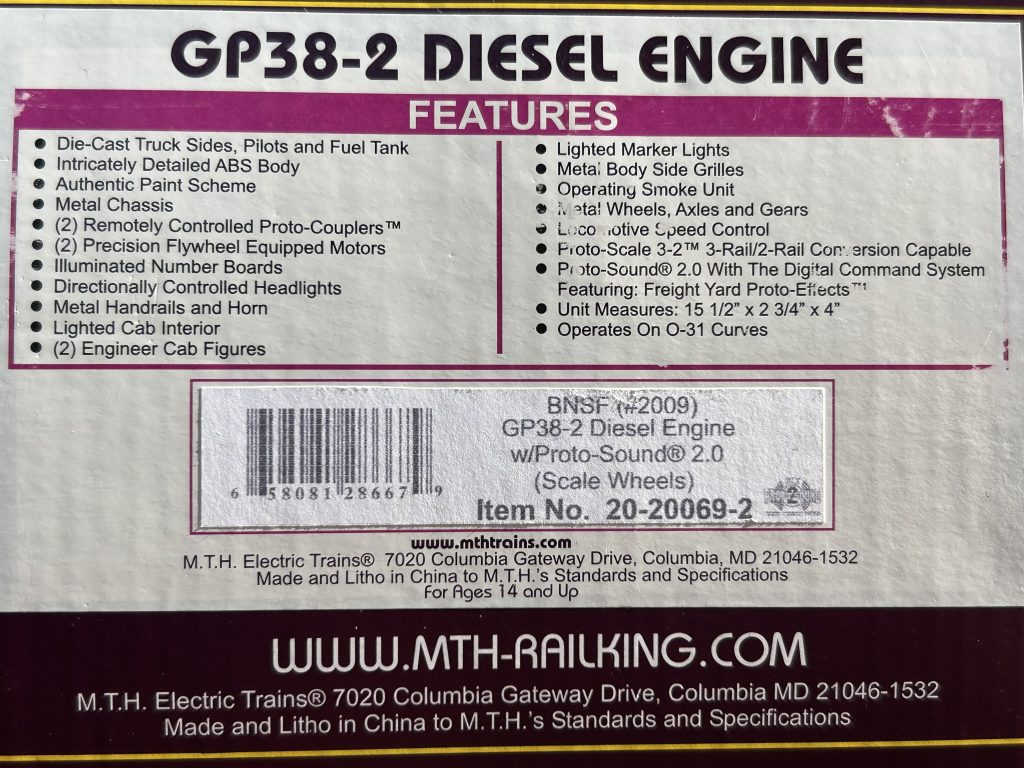 GP38-2 DIESEL ENGINE
FEATURES
Die-Cast Truck Sides, Pilots and Fuel Tank
Intricately Detailed ABS Body
Authentic Paint Scheme
Metal Chassis
(2) Remotely Controlled Proto-Couplers™
(2) Precision Flywheel Equipped Motors
Illuminated Number Boards
Directionally Controlled Headlights
Metal Handrails and Horn
Lighted Cab Interior
(2) Engineer Cab Figures
Lighted Marker Lights
Metal Body Side Grilles
Operating Smoke Unit
Metal Wheels, Axles and Gears
Locomotive Speed Control
Proto-Scale 3-2™ 3-Rail/2-Rail Conversion Capable
Proto-Sound® 2.0 With The Digital Command System
Featuring: Freight Yard Proto-Effects™
Unit Measures: 15 1/2” x 2 3/4” x 4”
Operates On O-31 Curves
BNSF (#2009)
GP38-2 Diesel Engine
w/Proto-Sound® 2.0
(Scale Wheels)
Item No. 20-20069-2
2
6 58081 28667 9
www.mthtrains.com
M.T.H. Electric Trains® 7020 Columbia Gateway Drive, Columbia, MD 21046-1532
Made and Litho in China to M.T.H.'s Standards and Specifications
For Ages 14 and Up
WWW.MTH-RAILKING.COM
M.T.H. Electric Trains® 7020 Columbia Gateway Drive, Columbia MD 21046-1532
Made and Litho in China to M.T.H.'s Standards and Specifications